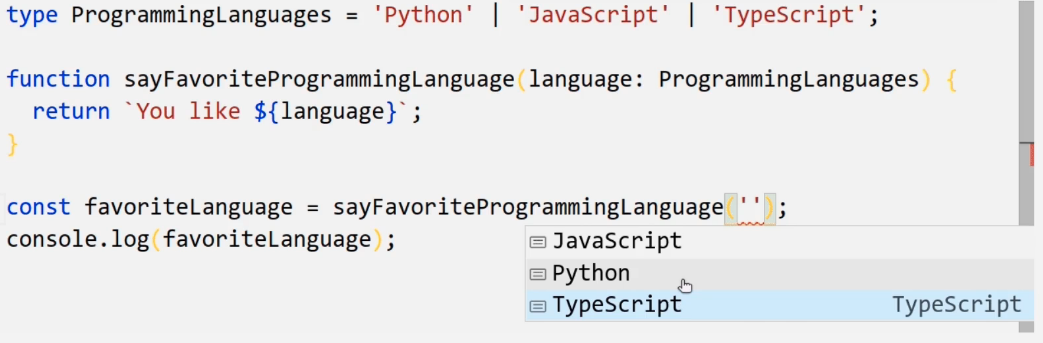 type ProgrammingLanguages = 'Python' | 'JavaScript' | 'TypeScript';
function sayFavoriteProgrammingLanguage(language: ProgrammingLanguages) {
  return `You like ${language}`;
}
const favoriteLanguage = sayFavoriteProgrammingLanguage('');
console.log(favoriteLanguage);
JavaScript
Python
TypeScript TypeScript